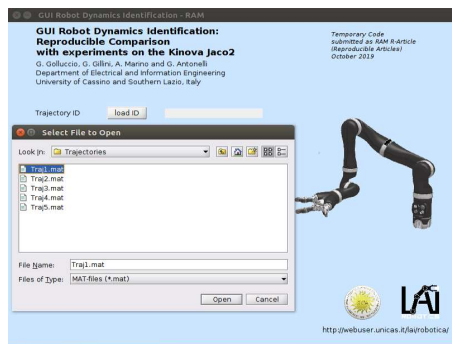 GUI Robot Dynamics Identification - RAM
GUI Robot Dynamics Identification:
Reproducible Comparison
with experiments on the Kinova Jaco2
G. Golluccio, G. Gillini, A. Marino and G. Antonelli
Department of Electrical and Information Engineering
University of Cassino and Southern Lazio, Italy
Temporary Code
submitted as RAM R-Article
(Reproducible Articles)
October 2019
Trajectory ID
load ID
Select File to Open
Look In: Trajectories
Traj1.mat
Traj2.mat
Traj3.mat
Traj4.mat
Traj5.mat
File Name: Traj1.mat
Files of Type: MAT-files (*.mat)
Open Cancel
LAI
http://webuser.unicas.it/lai/robotica/